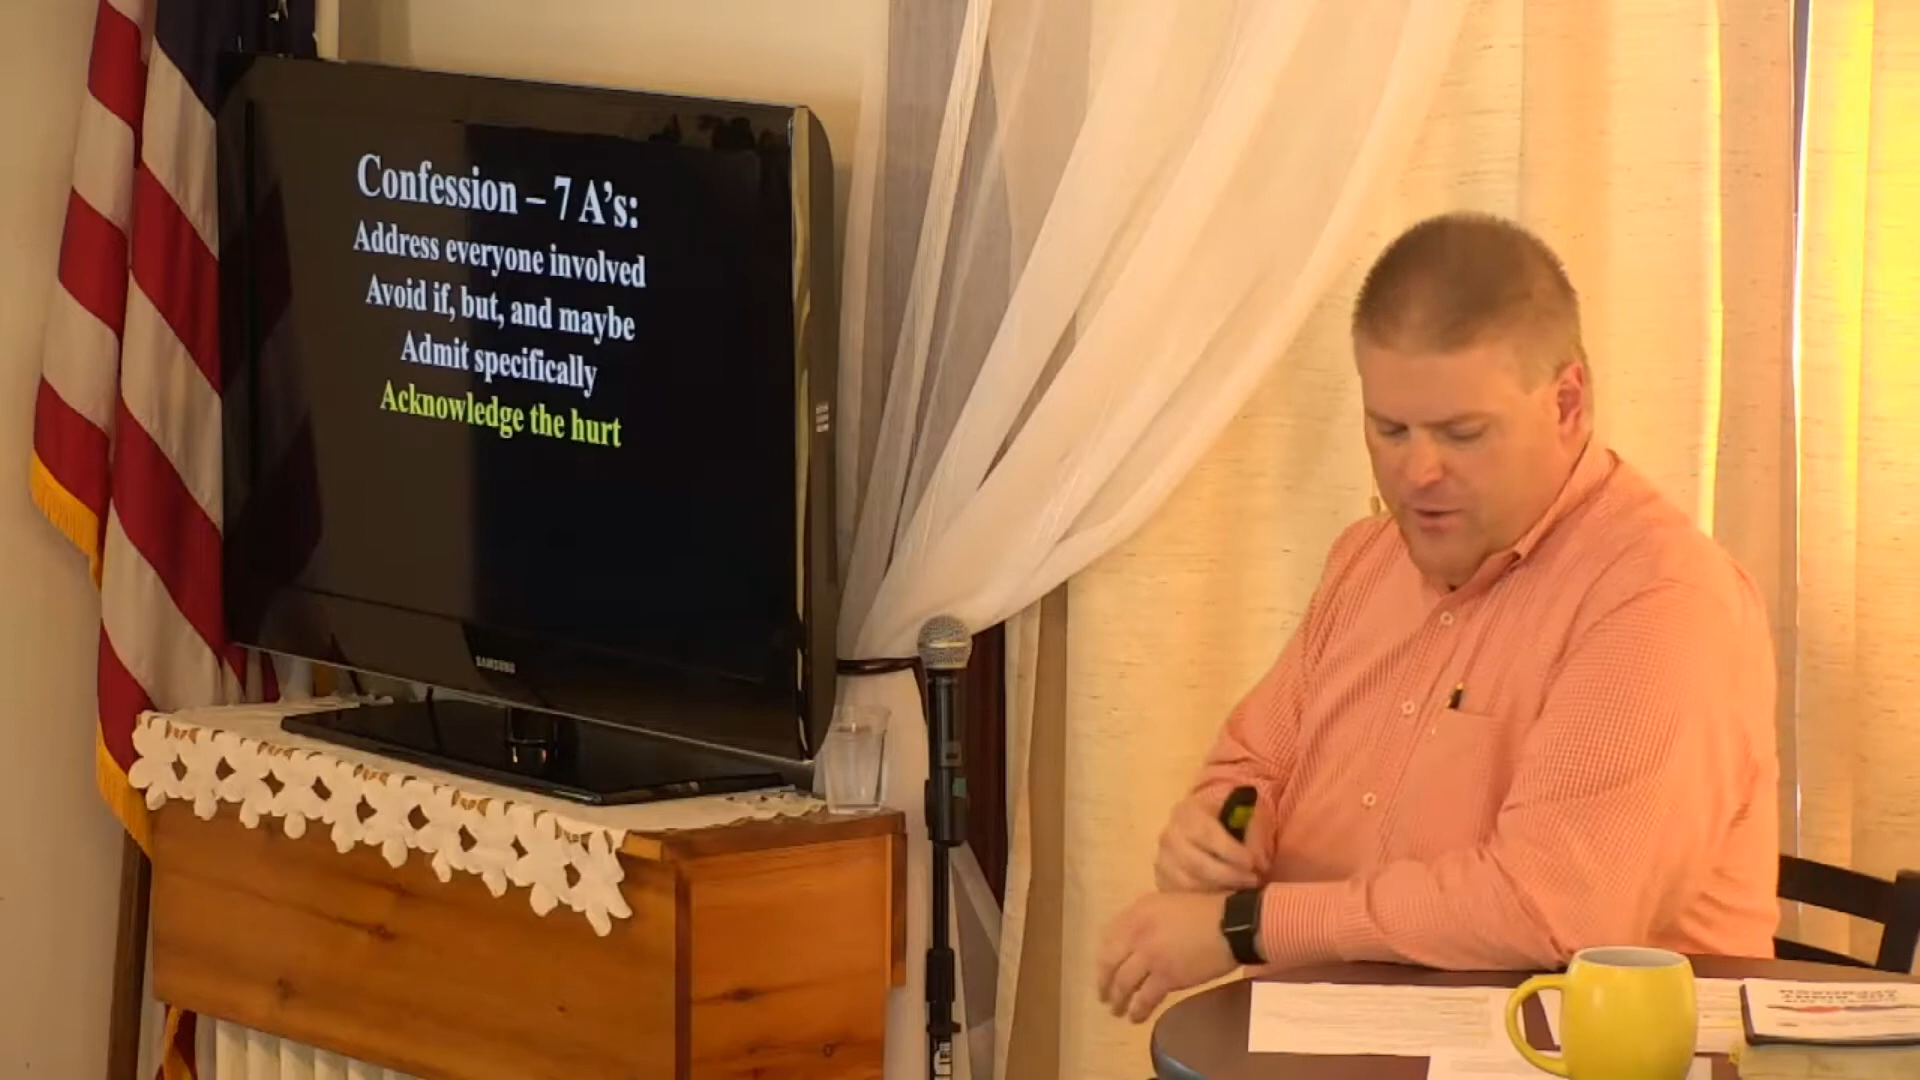 Confession – 7 A's:
Address everyone involved
Avoid if, but, and maybe
Admit specifically
Acknowledge the hurt
SAMSUNG